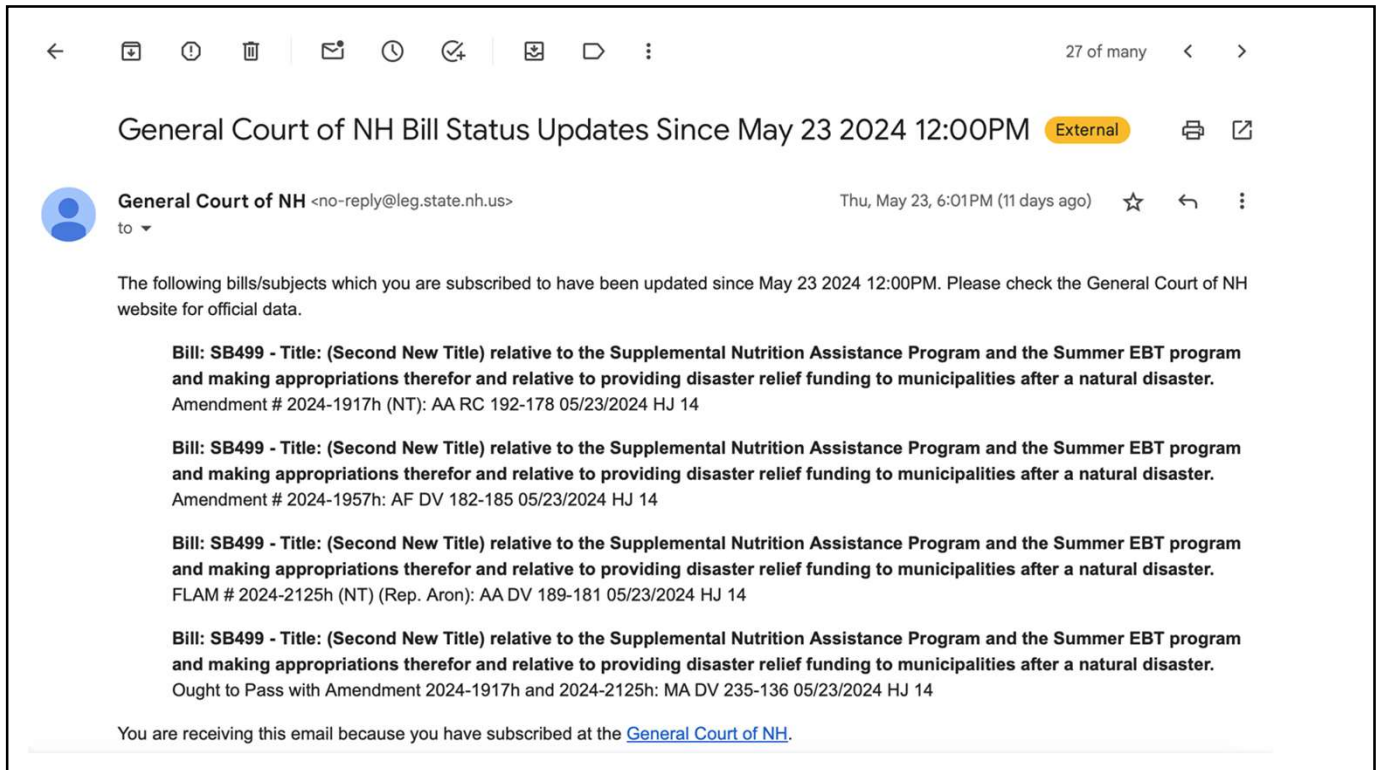 27 of many
General Court of NH Bill Status Updates Since May 23 2024 12:00PM External
General Court of NH <no-reply@leg.state.nh.us> Thu, May 23, 6:01 PM (11 days ago)
to
The following bills/subjects which you are subscribed to have been updated since May 23 2024 12:00PM. Please check the General Court of NH
website for official data.
Bill: SB499 - Title: (Second New Title) relative to the Supplemental Nutrition Assistance Program and the Summer EBT program
and making appropriations therefor and relative to providing disaster relief funding to municipalities after a natural disaster.
Amendment # 2024-1917h (NT): AA RC 192-178 05/23/2024 HJ 14
Bill: SB499 - Title: (Second New Title) relative to the Supplemental Nutrition Assistance Program and the Summer EBT program
and making appropriations therefor and relative to providing disaster relief funding to municipalities after a natural disaster.
Amendment # 2024-1957h: AF DV 182-185 05/23/2024 HJ 14
Bill: SB499 - Title: (Second New Title) relative to the Supplemental Nutrition Assistance Program and the Summer EBT program
and making appropriations therefor and relative to providing disaster relief funding to municipalities after a natural disaster.
FLAM # 2024-2125h (NT) (Rep. Aron): AA DV 189-181 05/23/2024 HJ 14
Bill: SB499 - Title: (Second New Title) relative to the Supplemental Nutrition Assistance Program and the Summer EBT program
and making appropriations therefor and relative to providing disaster relief funding to municipalities after a natural disaster.
Ought to Pass with Amendment 2024-1917h and 2024-2125h: MA DV 235-136 05/23/2024 HJ 14
You are receiving this email because you have subscribed at the General Court of NH.